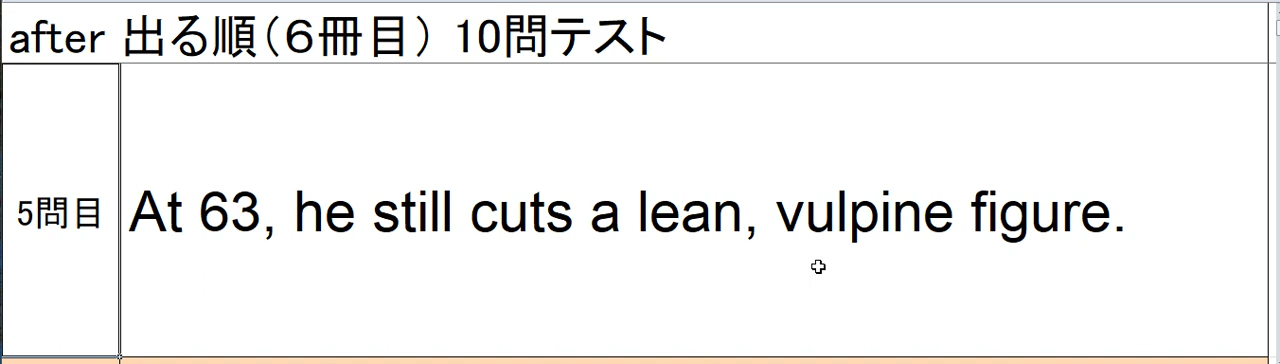 after 出る順（６冊目） 10問テスト
5問目 At 63, he still cuts a lean, vulpine figure.